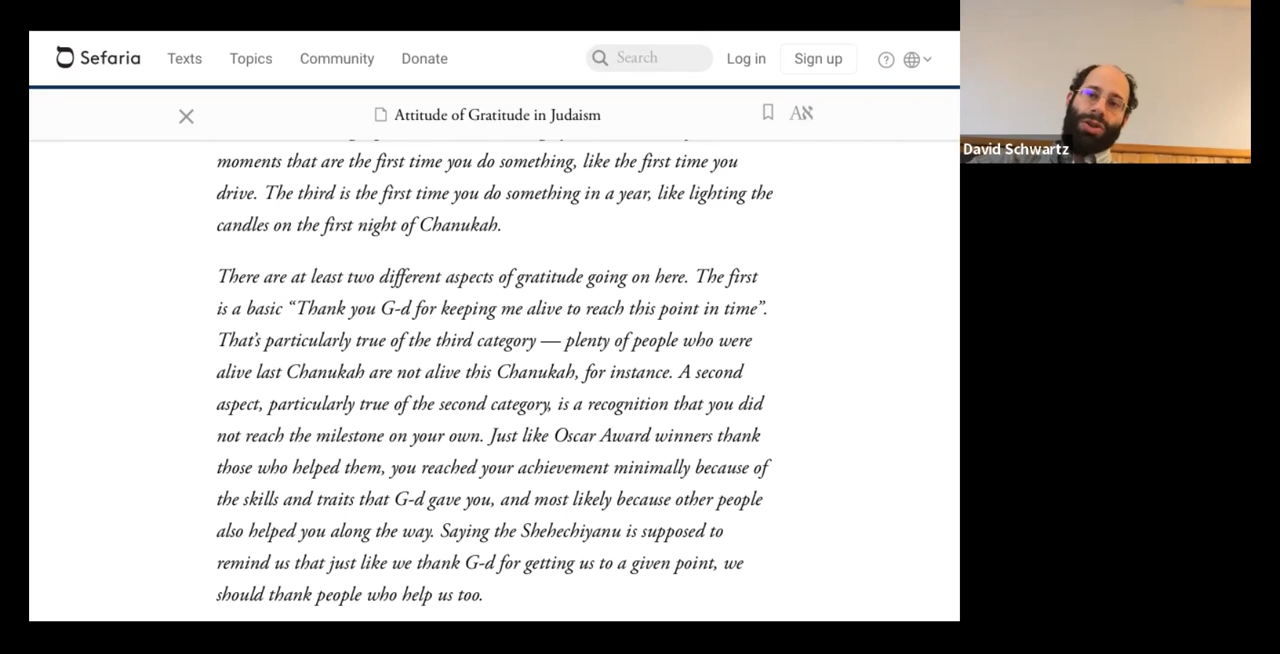 Sefaria Texts Topics Community Donate Search Log in Sign up
Attitude of Gratitude in Judaism
Aא
moments that are the first time you do something, like the first time you
drive. The third is the first time you do something in a year, like lighting the
candles on the first night of Chanukah.
There are at least two different aspects of gratitude going on here. The first
is a basic “Thank you G-d for keeping me alive to reach this point in time”.
That’s particularly true of the third category — plenty of people who were
alive last Chanukah are not alive this Chanukah, for instance. A second
aspect, particularly true of the second category, is a recognition that you did
not reach the milestone on your own. Just like Oscar Award winners thank
those who helped them, you reached your achievement minimally because of
the skills and traits that G-d gave you, and most likely because other people
also helped you along the way. Saying the Shehechiyanu is supposed to
remind us that just like we thank G-d for getting us to a given point, we
should thank people who help us too.
David Schwartz